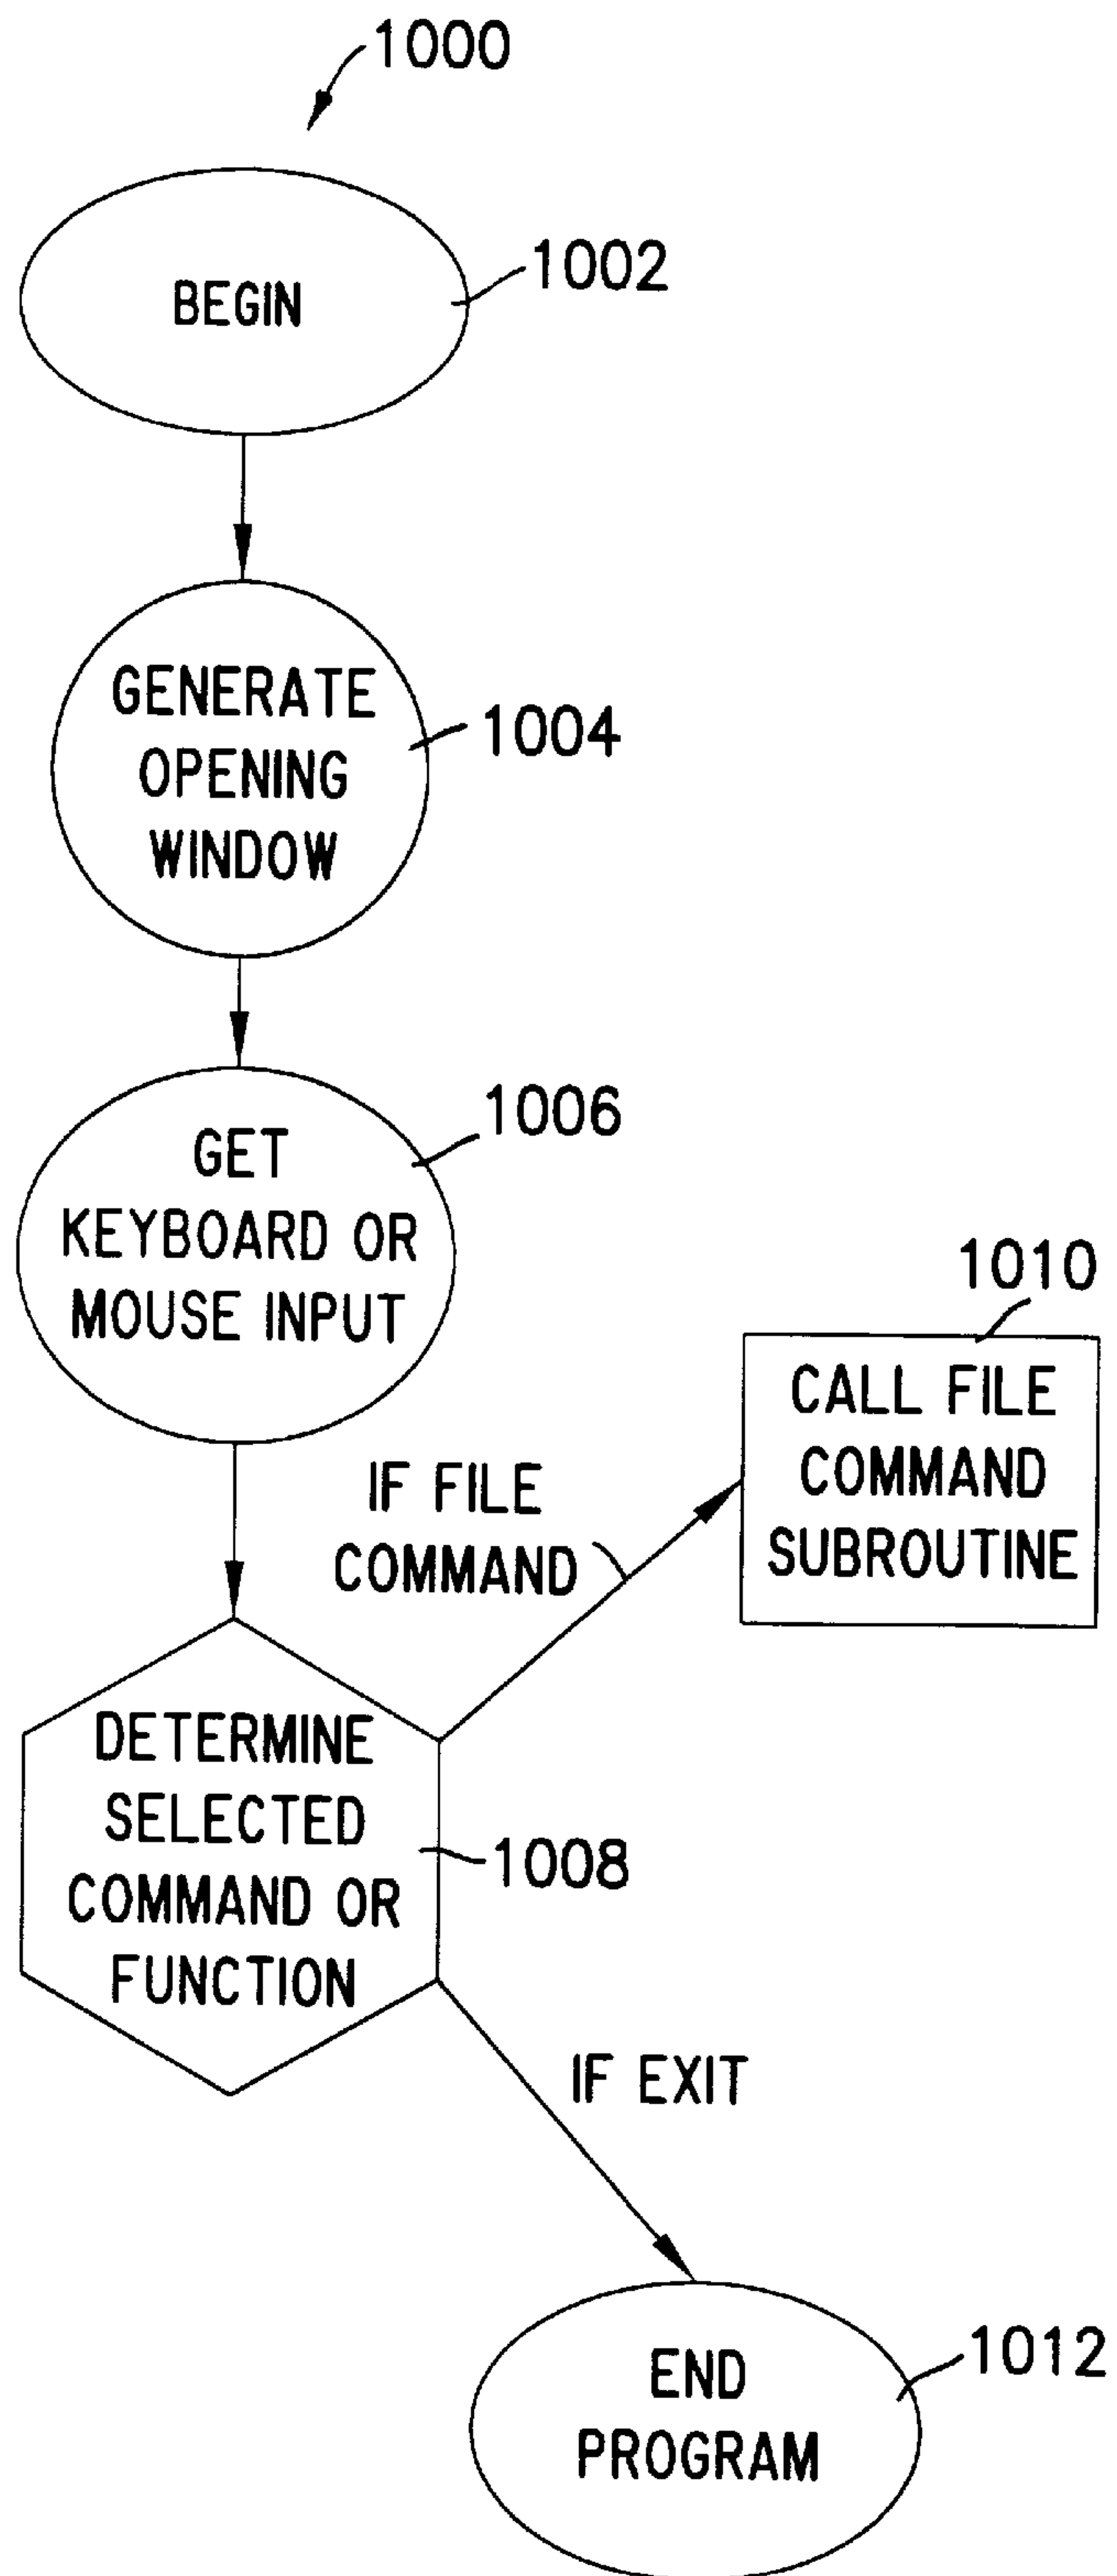 1000
BEGIN
1002
GENERATE
OPENING
WINDOW
1004
GET
KEYBOARD OR
MOUSE INPUT
1006
1010
CALL FILE
COMMAND
SUBROUTINE
IF FILE
COMMAND
DETERMINE
SELECTED
COMMAND OR
FUNCTION
1008
IF EXIT
END
PROGRAM
1012